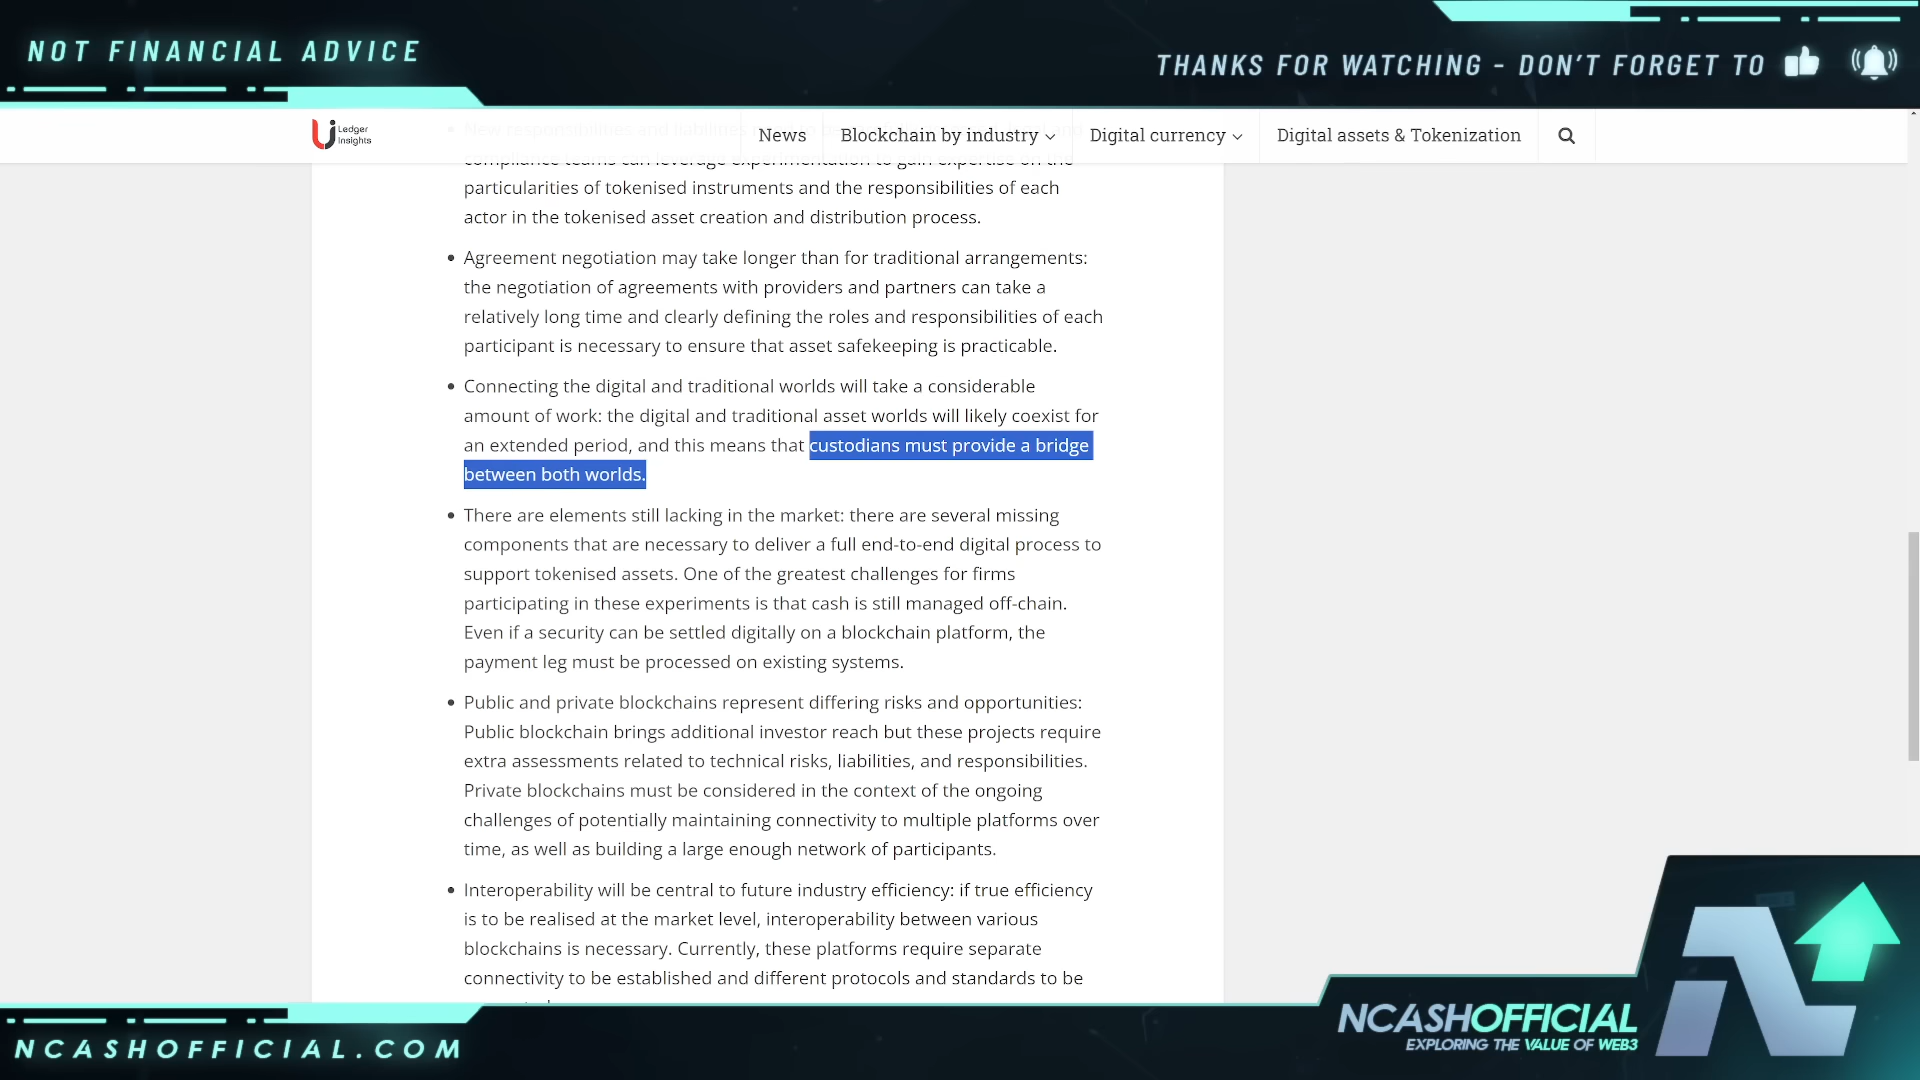 NOT FINANCIAL ADVICE
THANKS FOR WATCHING - DON'T FORGET TO
Ledger
Insights
News
Blockchain by industry
Digital currency
Digital assets & Tokenization
compliance teams can leverage experimentation to gain expertise on the
particularities of tokenised instruments and the responsibilities of each
actor in the tokenised asset creation and distribution process.
• Agreement negotiation may take longer than for traditional arrangements:
the negotiation of agreements with providers and partners can take a
relatively long time and clearly defining the roles and responsibilities of each
participant is necessary to ensure that asset safekeeping is practicable.
• Connecting the digital and traditional worlds will take a considerable
amount of work: the digital and traditional asset worlds will likely coexist for
an extended period, and this means that custodians must provide a bridge
between both worlds.
• There are elements still lacking in the market: there are several missing
components that are necessary to deliver a full end-to-end digital process to
support tokenised assets. One of the greatest challenges for firms
participating in these experiments is that cash is still managed off-chain.
Even if a security can be settled digitally on a blockchain platform, the
payment leg must be processed on existing systems.
• Public and private blockchains represent differing risks and opportunities:
Public blockchain brings additional investor reach but these projects require
extra assessments related to technical risks, liabilities, and responsibilities.
Private blockchains must be considered in the context of the ongoing
challenges of potentially maintaining connectivity to multiple platforms over
time, as well as building a large enough network of participants.
• Interoperability will be central to future industry efficiency: if true efficiency
is to be realised at the market level, interoperability between various
blockchains is necessary. Currently, these platforms require separate
connectivity to be established and different protocols and standards to be
NCASHOFFICIAL.COM
NCASHOFFICIAL
EXPLORING THE VALUE OF WEB3